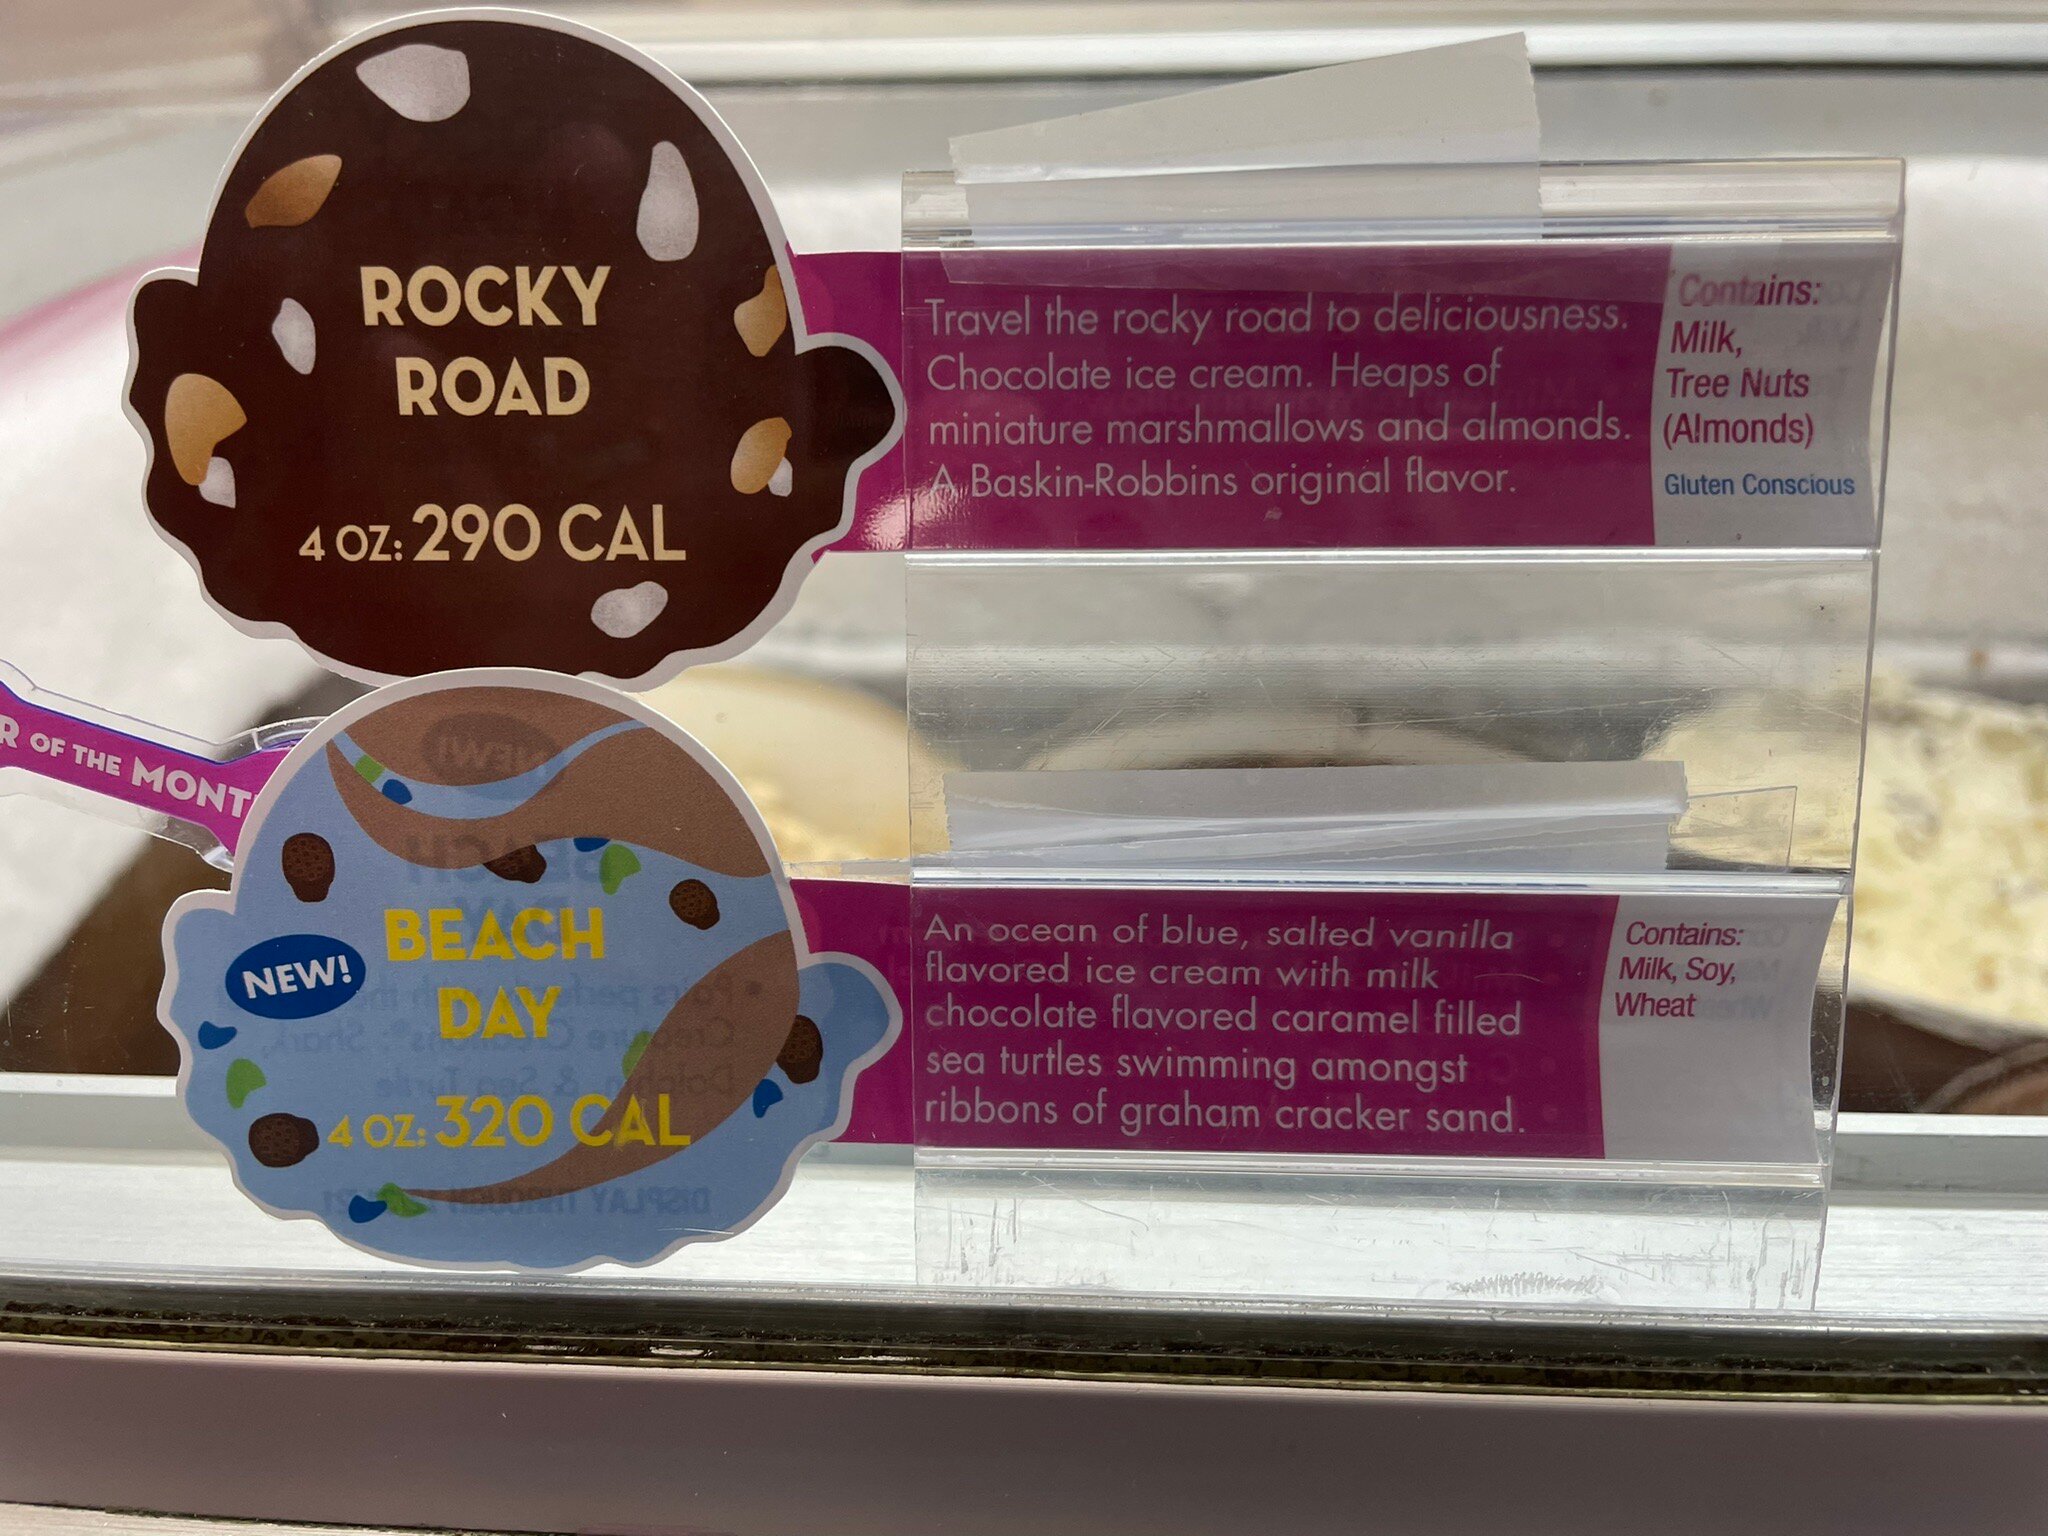 ROCKY
ROAD
4 OZ: 290 CAL
Travel the rocky road to deliciousness.
Chocolate ice cream. Heaps of
miniature marshmallows and almonds.
A Baskin-Robbins original flavor.
Contains:
Milk,
Tree Nuts
(Almonds)
Gluten Conscious
R OF THE MONT
NEW!
BEACH
DAY
4 OZ: 320 CAL
An ocean of blue, salted vanilla
flavored ice cream with milk
chocolate flavored caramel filled
sea turtles swimming amongst
ribbons of graham cracker sand.
Contains:
Milk, Soy,
Wheat